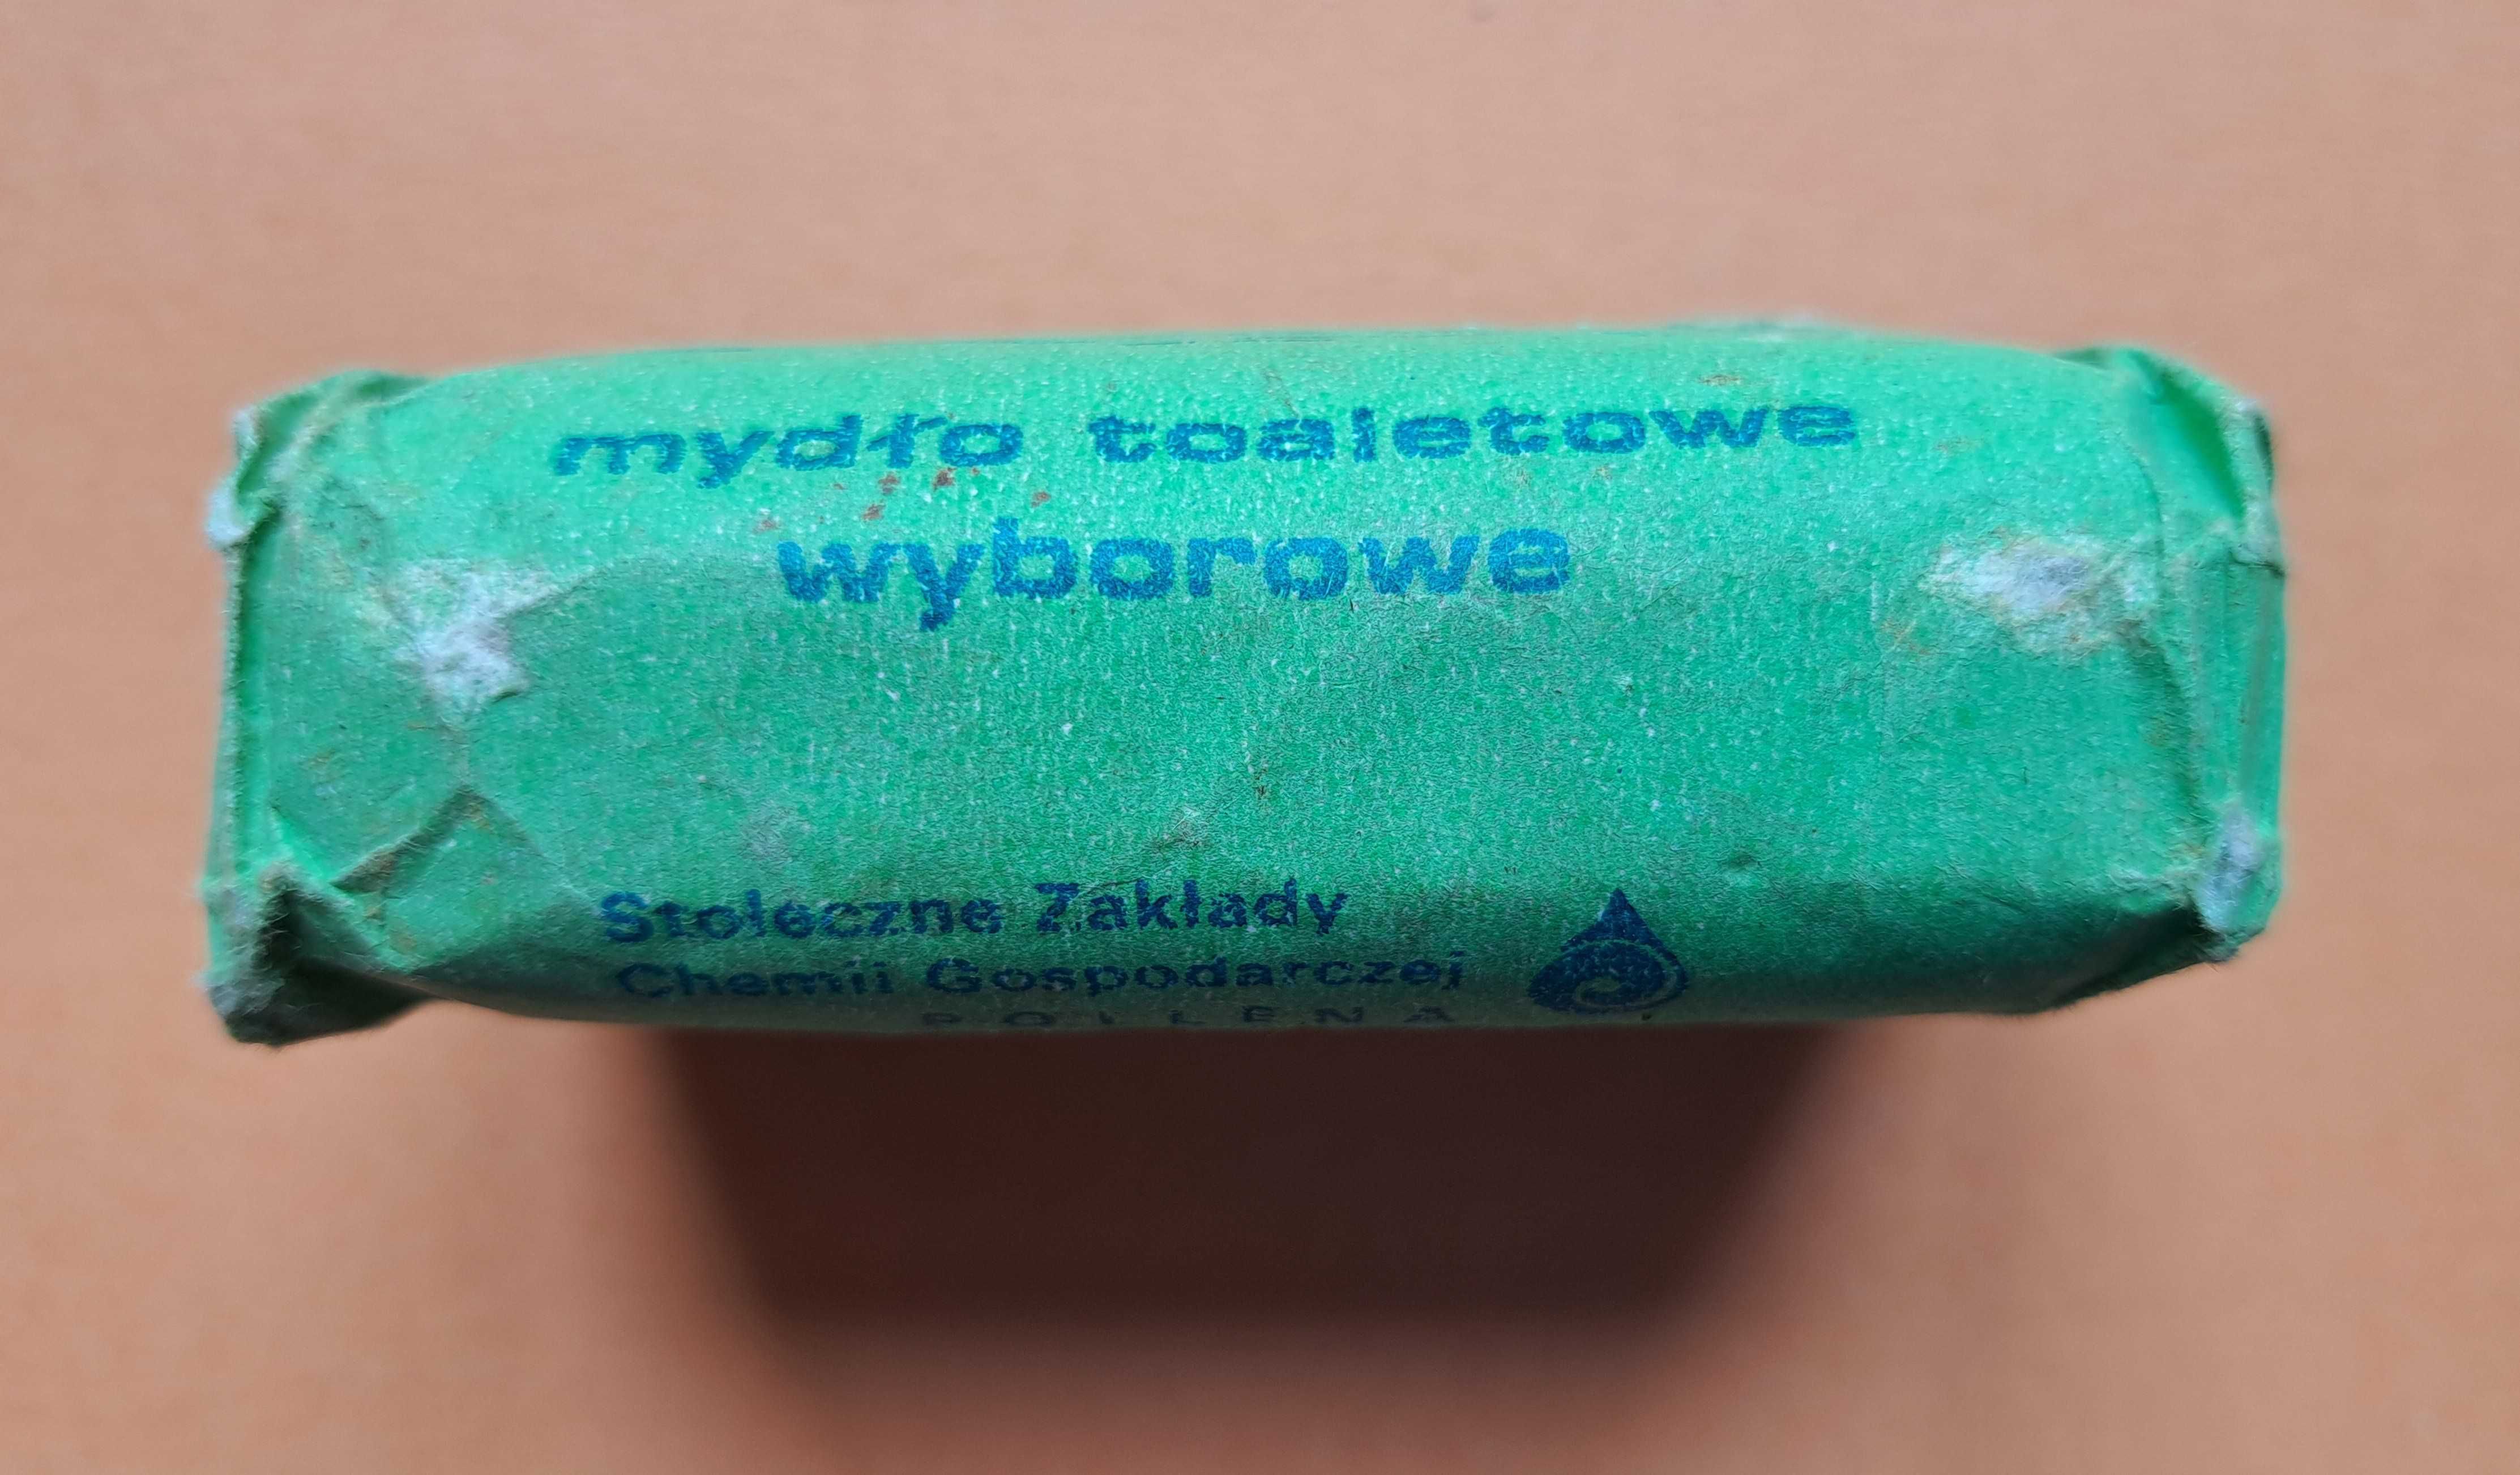 mydło toaletowe
wyborowe
Stołeczne Zakłady
Chemii Gospodarczej
POLLENA